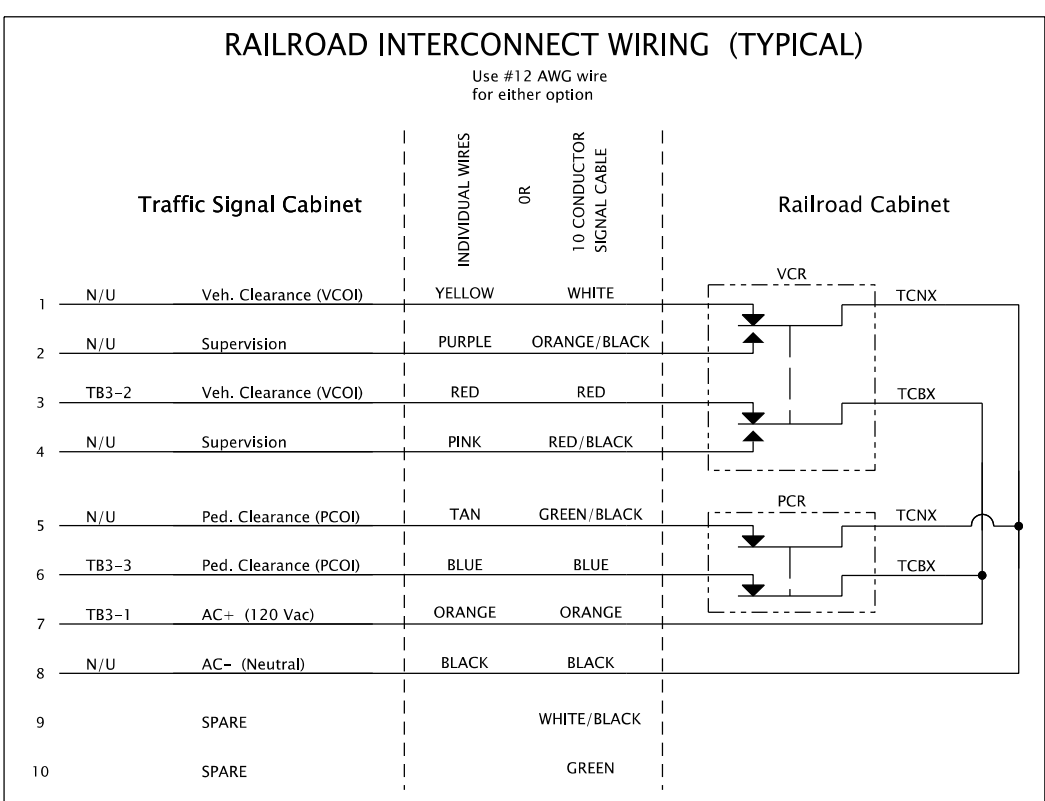 RAILROAD INTERCONNECT WIRING (TYPICAL)
Use #12 AWG wire
for either option
Traffic Signal Cabinet
INDIVIDUAL WIRES
OR
10 CONDUCTOR
SIGNAL CABLE
Railroad Cabinet
VCR
1 N/U Veh. Clearance (VCOI) YELLOW WHITE TCNX
2 N/U Supervision PURPLE ORANGE/BLACK
3 TB3-2 Veh. Clearance (VCOI) RED RED TCBX
4 N/U Supervision PINK RED/BLACK
PCR
5 N/U Ped. Clearance (PCOI) TAN GREEN/BLACK TCNX
6 TB3-3 Ped. Clearance (PCOI) BLUE BLUE TCBX
7 TB3-1 AC+ (120 Vac) ORANGE ORANGE
8 N/U AC- (Neutral) BLACK BLACK
9 SPARE WHITE/BLACK
10 SPARE GREEN